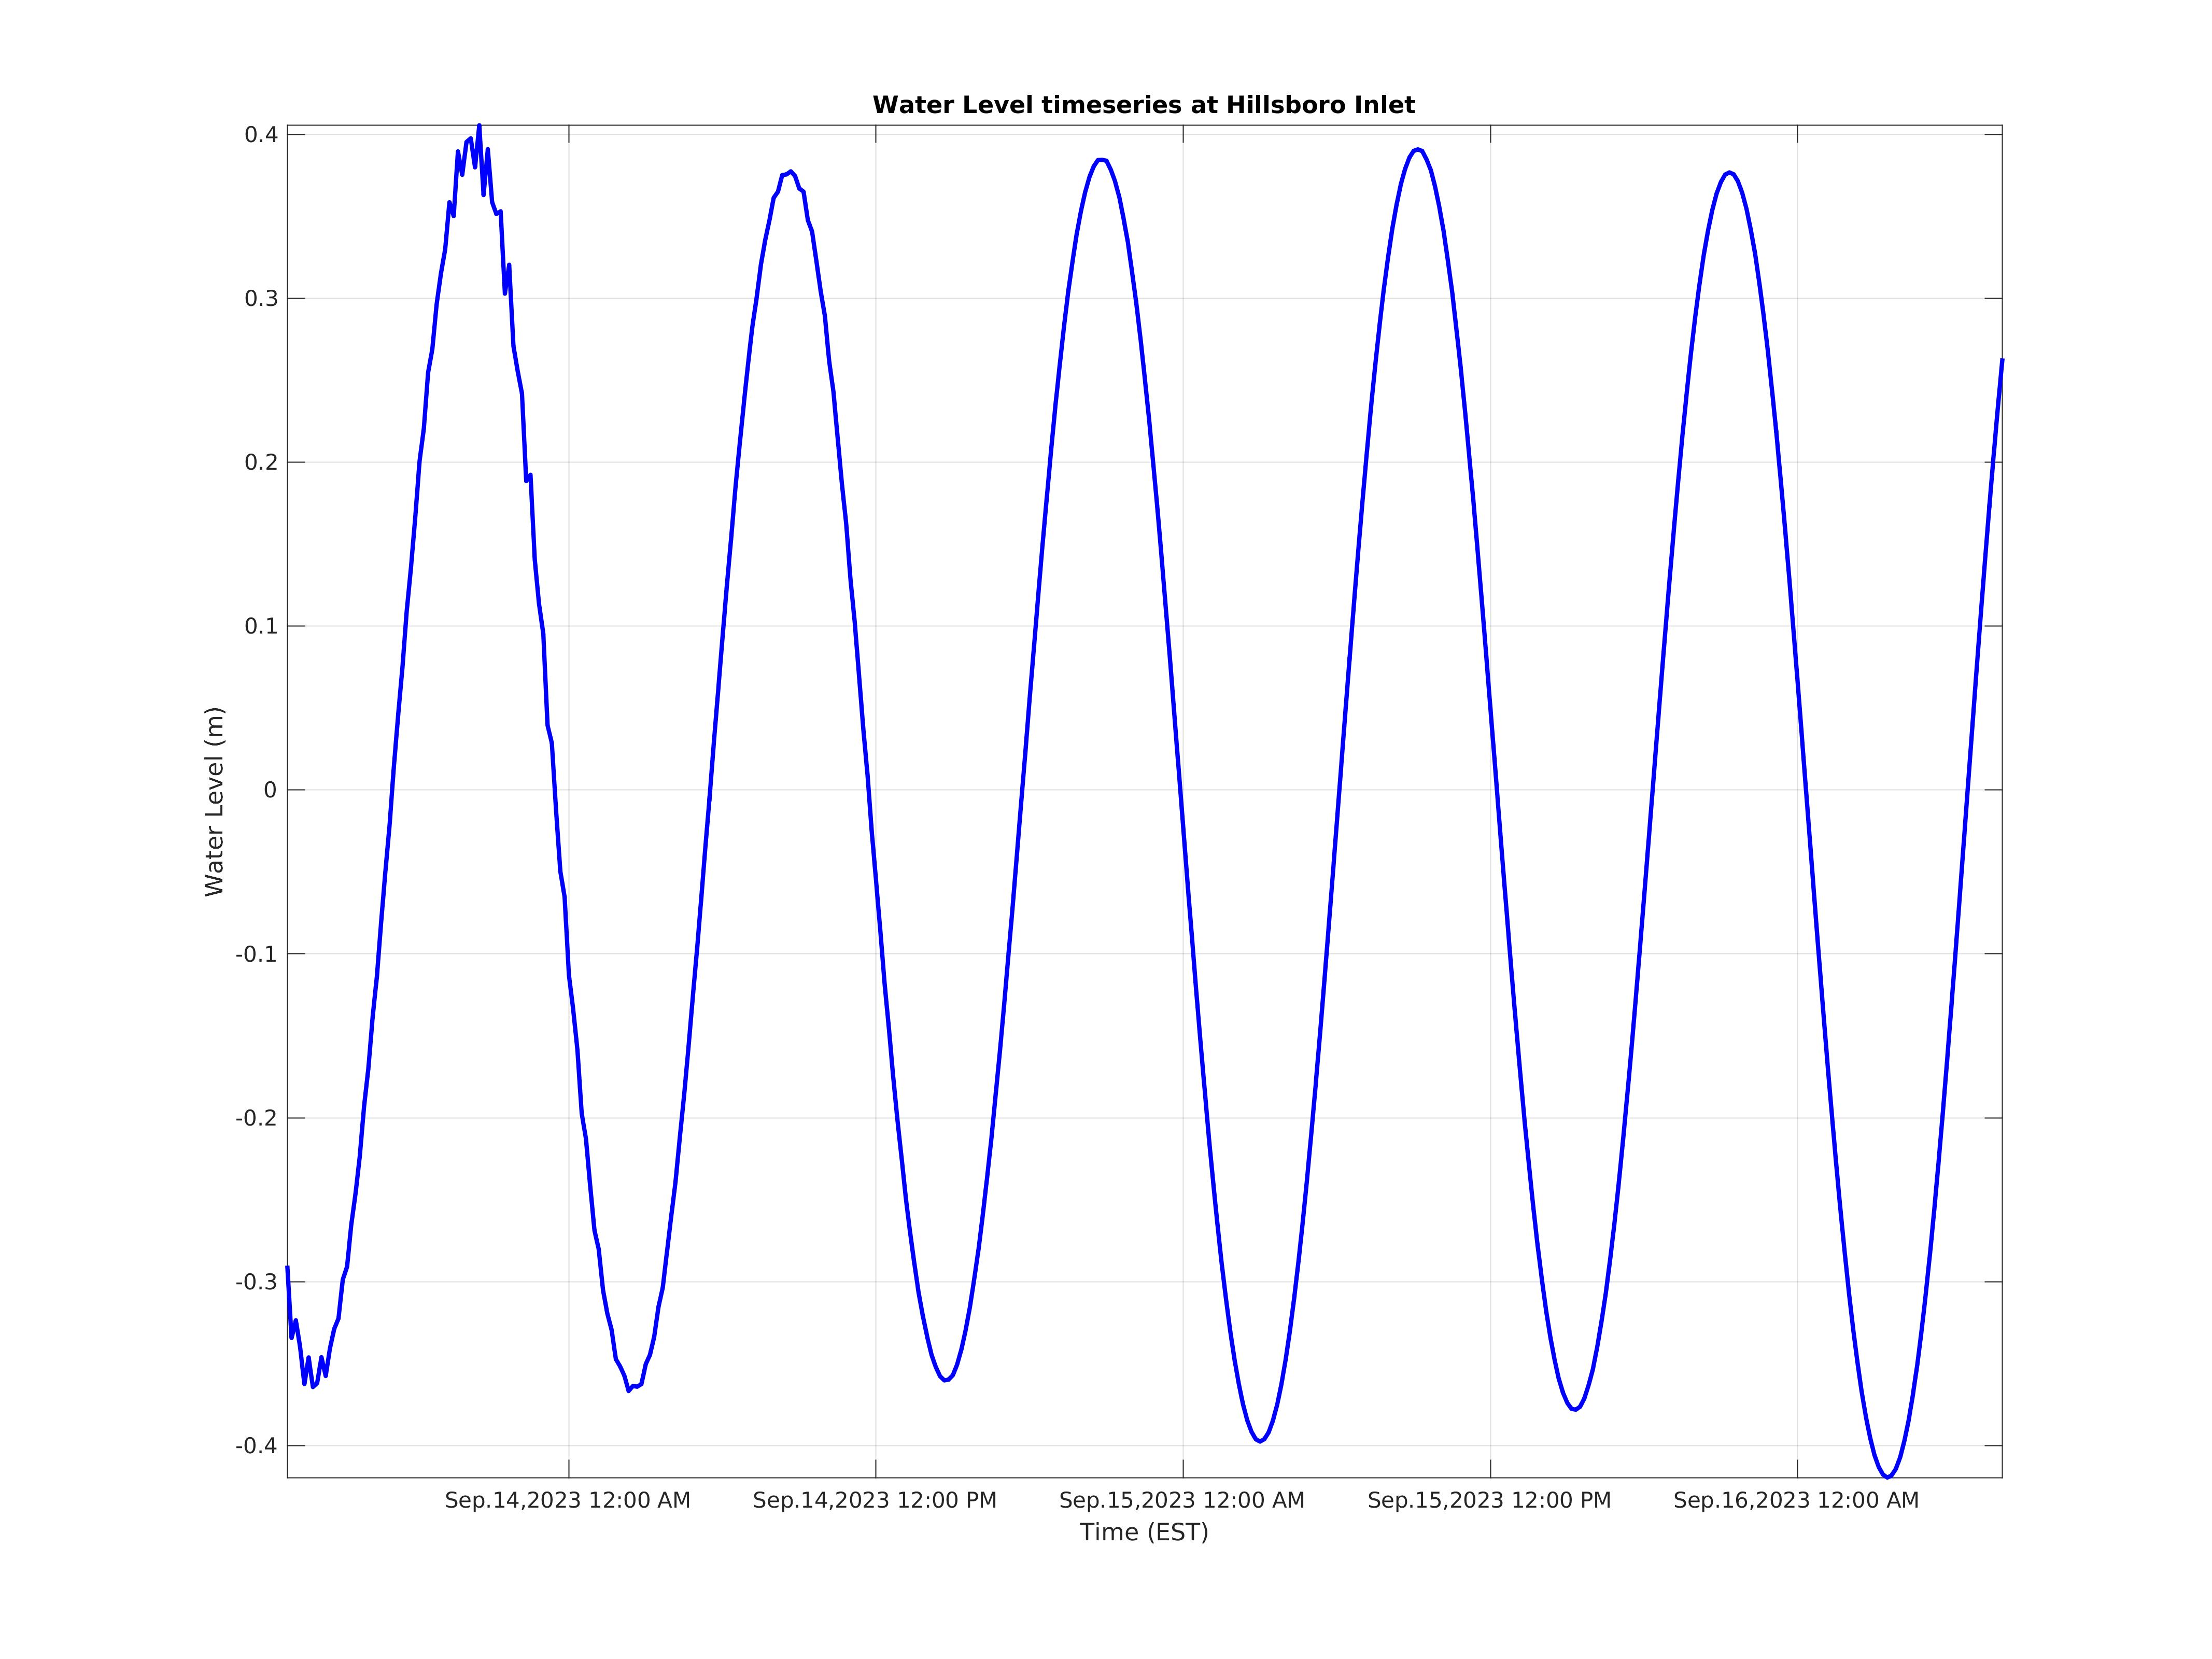 Water Level timeseries at Hillsboro Inlet
0.4
0.3
0.2
0.1
0
-0.1
-0.2
-0.3
-0.4
Water Level (m)
Sep.14,2023 12:00 AM
Sep.14,2023 12:00 PM
Sep.15,2023 12:00 AM
Sep.15,2023 12:00 PM
Sep.16,2023 12:00 AM
Time (EST)